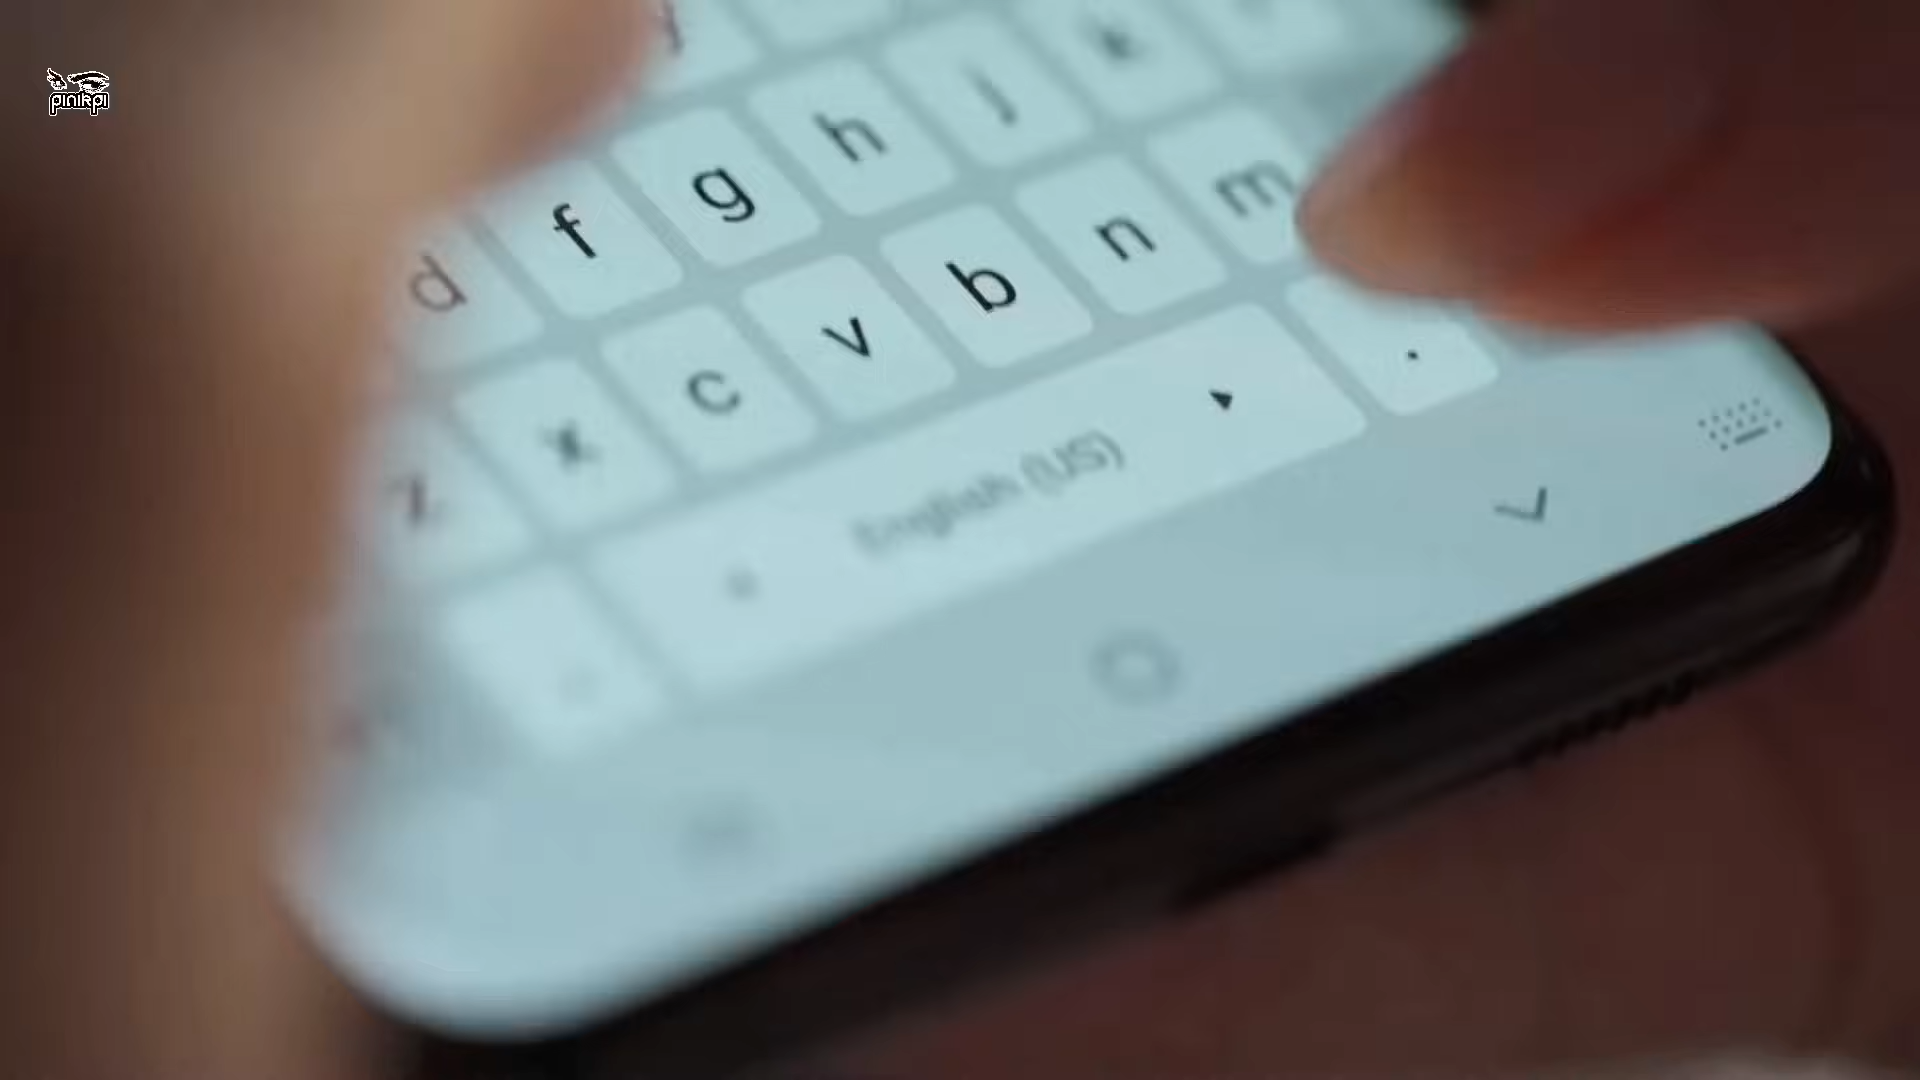 pinikpi
f g h j k
d
z x c v b n m
English (US) .